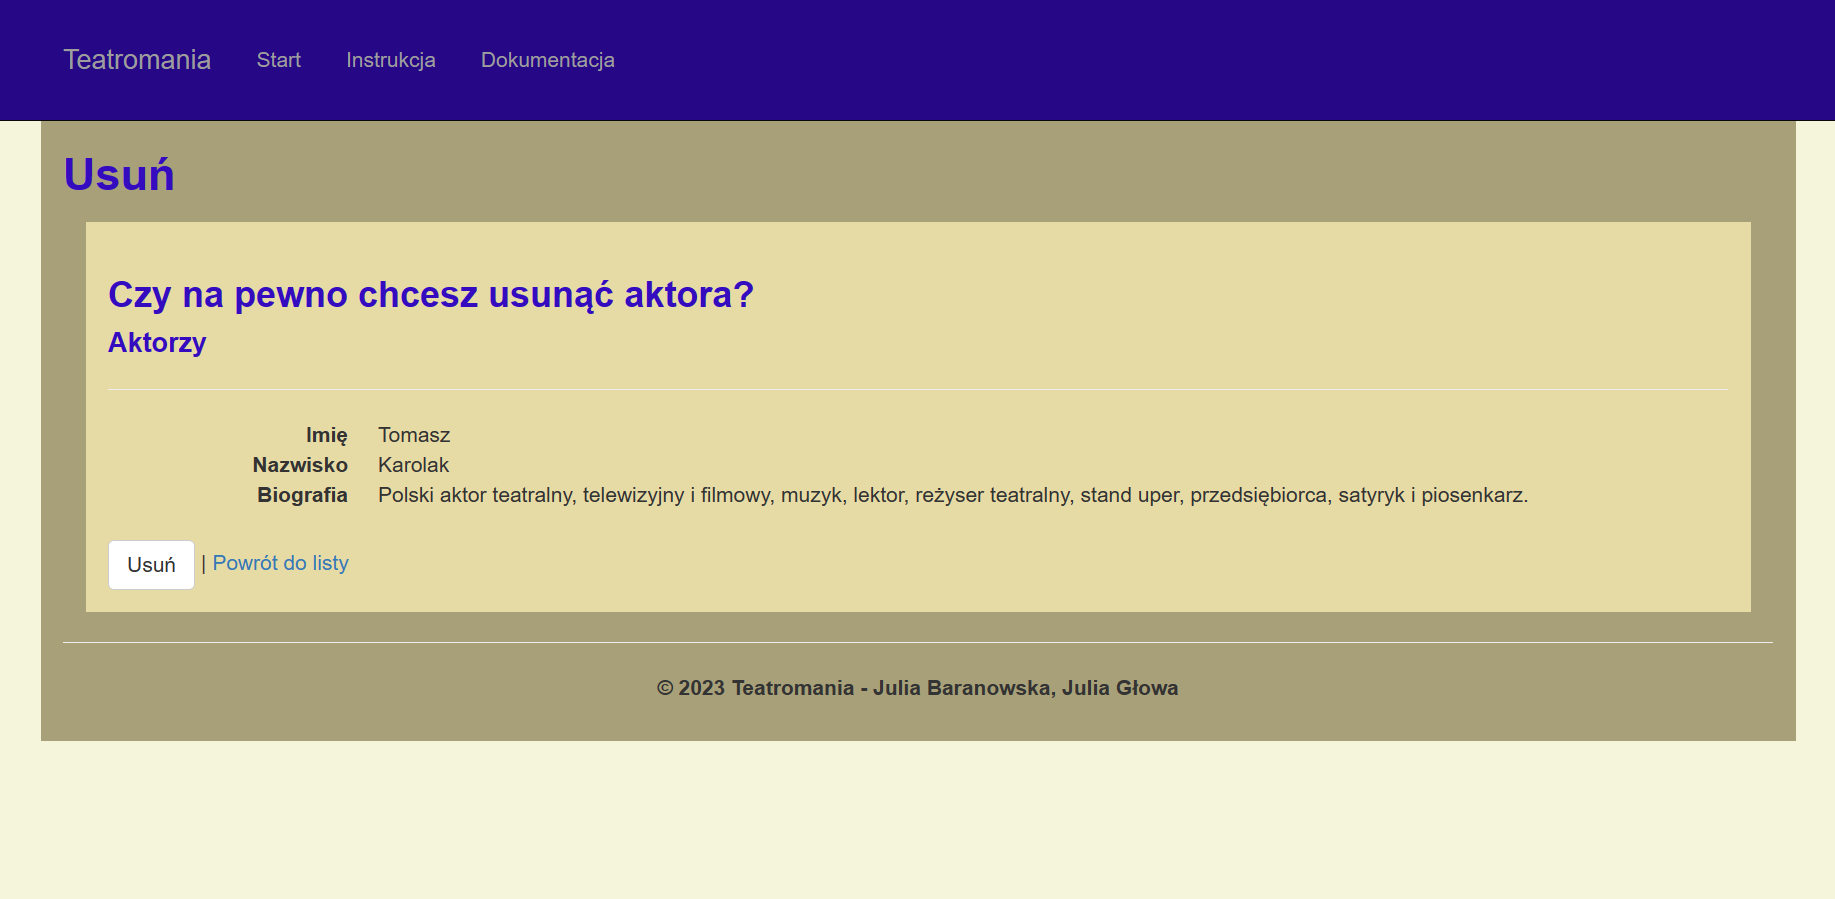 Teatromania Start Instrukcja Dokumentacja
Usuń
Czy na pewno chcesz usunąć aktora?
Aktorzy
Imię Tomasz
Nazwisko Karolak
Biografia Polski aktor teatralny, telewizyjny i filmowy, muzyk, lektor, reżyser teatralny, stand uper, przedsiębiorca, satyryk i piosenkarz.
Usuń | Powrót do listy
© 2023 Teatromania - Julia Baranowska, Julia Głowa